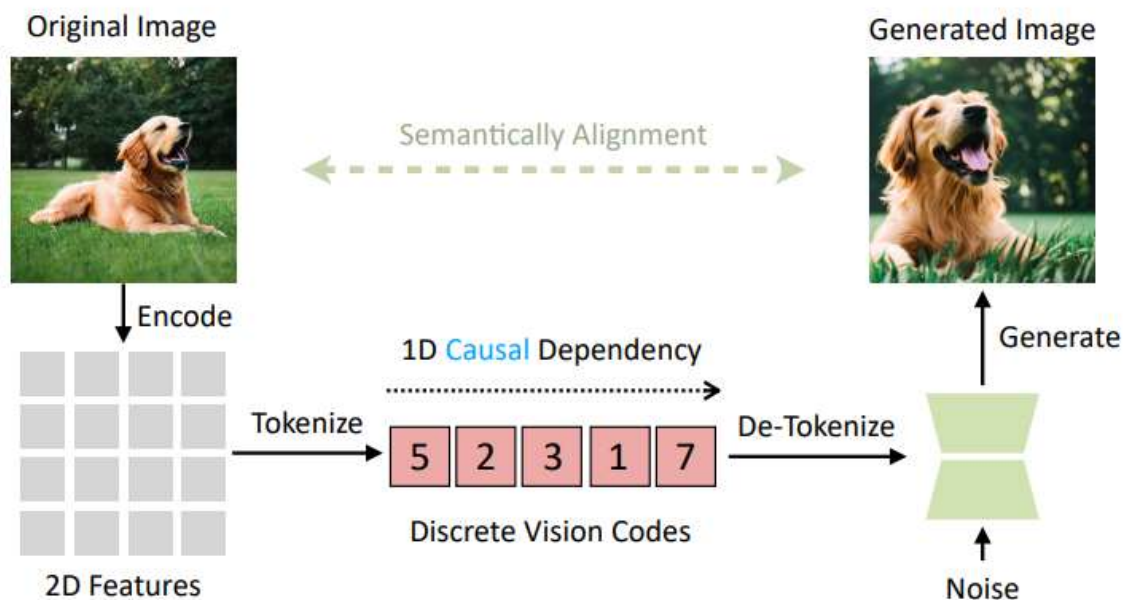 Original Image
Generated Image
Semantically Alignment
Encode
Generate
1D Causal Dependency
Tokenize
De-Tokenize
5 2 3 1 7
Discrete Vision Codes
2D Features
Noise